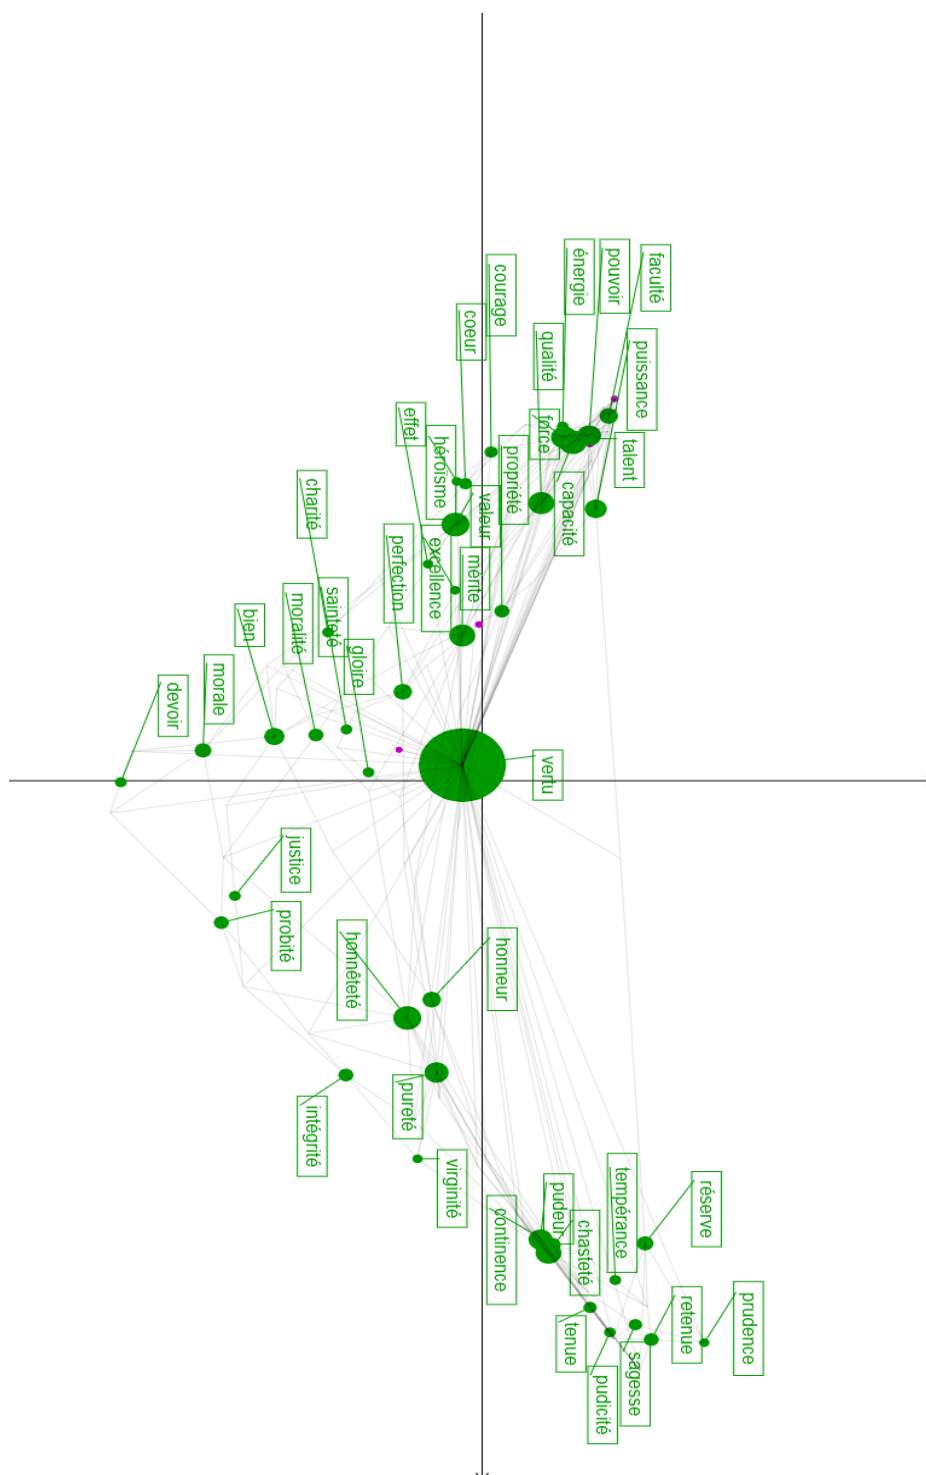 faculté
pouvoir
énergie
courage
coeur
qualité
puissance
effet
force
talent
héroïsme
propriété
charité
valeur
capacité
perfection
excellence
mérite
sainteté
moralité
bien
gloire
morale
devoir
vertu
justice
probité
honnêteté
honneur
pureté
intégrité
virginité
tempérance
réserve
pudeur
continence
chasteté
prudence
retenue
tenue
sagesse
pudicité